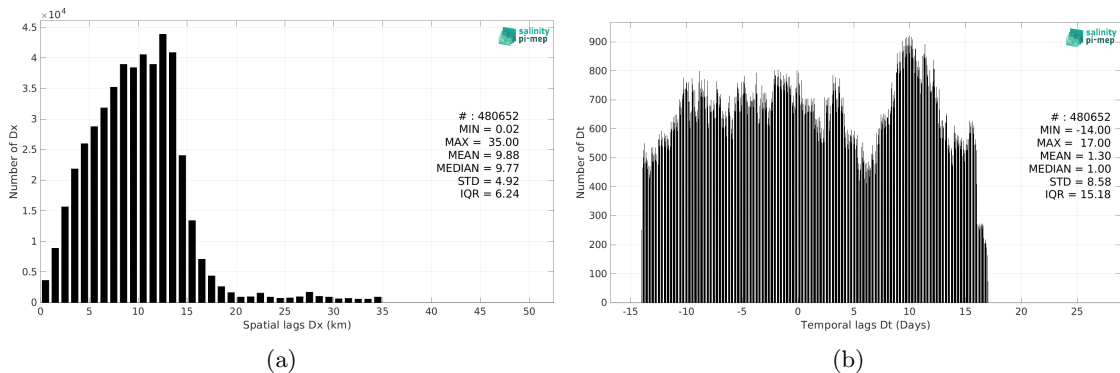 ×10⁴
4.5
4
3.5
3
2.5
2
1.5
1
0.5
0
Number of Dx
0 5 10 15 20 25 30 35 40 45 50
Spatial lags Dx (km)
salinity
pi-mep
# : 480652
MIN = 0.02
MAX = 35.00
MEAN = 9.88
MEDIAN = 9.77
STD = 4.92
IQR = 6.24
(a)
900
800
700
600
500
400
300
200
100
0
Number of Dt
-15 -10 -5 0 5 10 15 20 25
Temporal lags Dt (Days)
salinity
pi-mep
# : 480652
MIN = -14.00
MAX = 17.00
MEAN = 1.30
MEDIAN = 1.00
STD = 8.58
IQR = 15.18
(b)